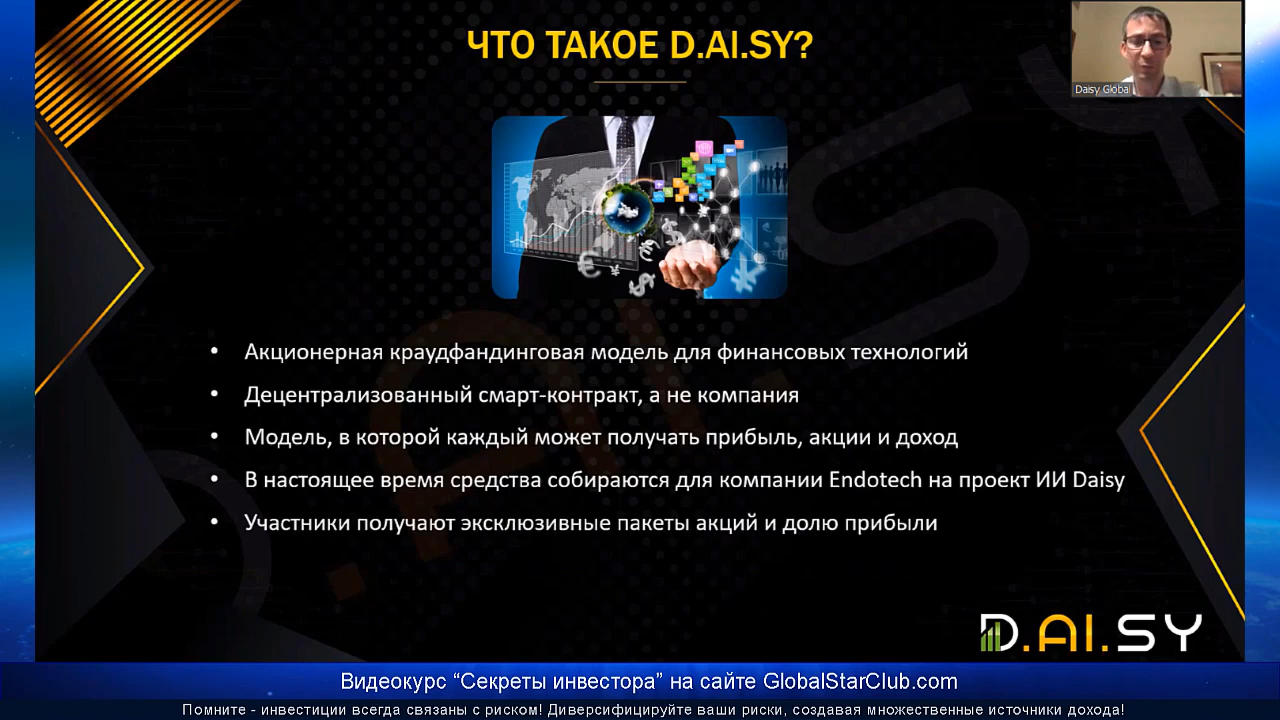 ЧТО ТАКОЕ D.AI.SY?
Daisy Global
• Акционерная краудфандинговая модель для финансовых технологий
• Децентрализованный смарт-контракт, а не компания
• Модель, в которой каждый может получать прибыль, акции и доход
• В настоящее время средства собираются для компании Endotech на проект ИИ Daisy
• Участники получают эксклюзивные пакеты акций и долю прибыли
D.AI.SY
Видеокурс “Секреты инвестора” на сайте GlobalStarClub.com
Помните - инвестиции всегда связаны с риском! Диверсифицируйте ваши риски, создавая множественные источники дохода!